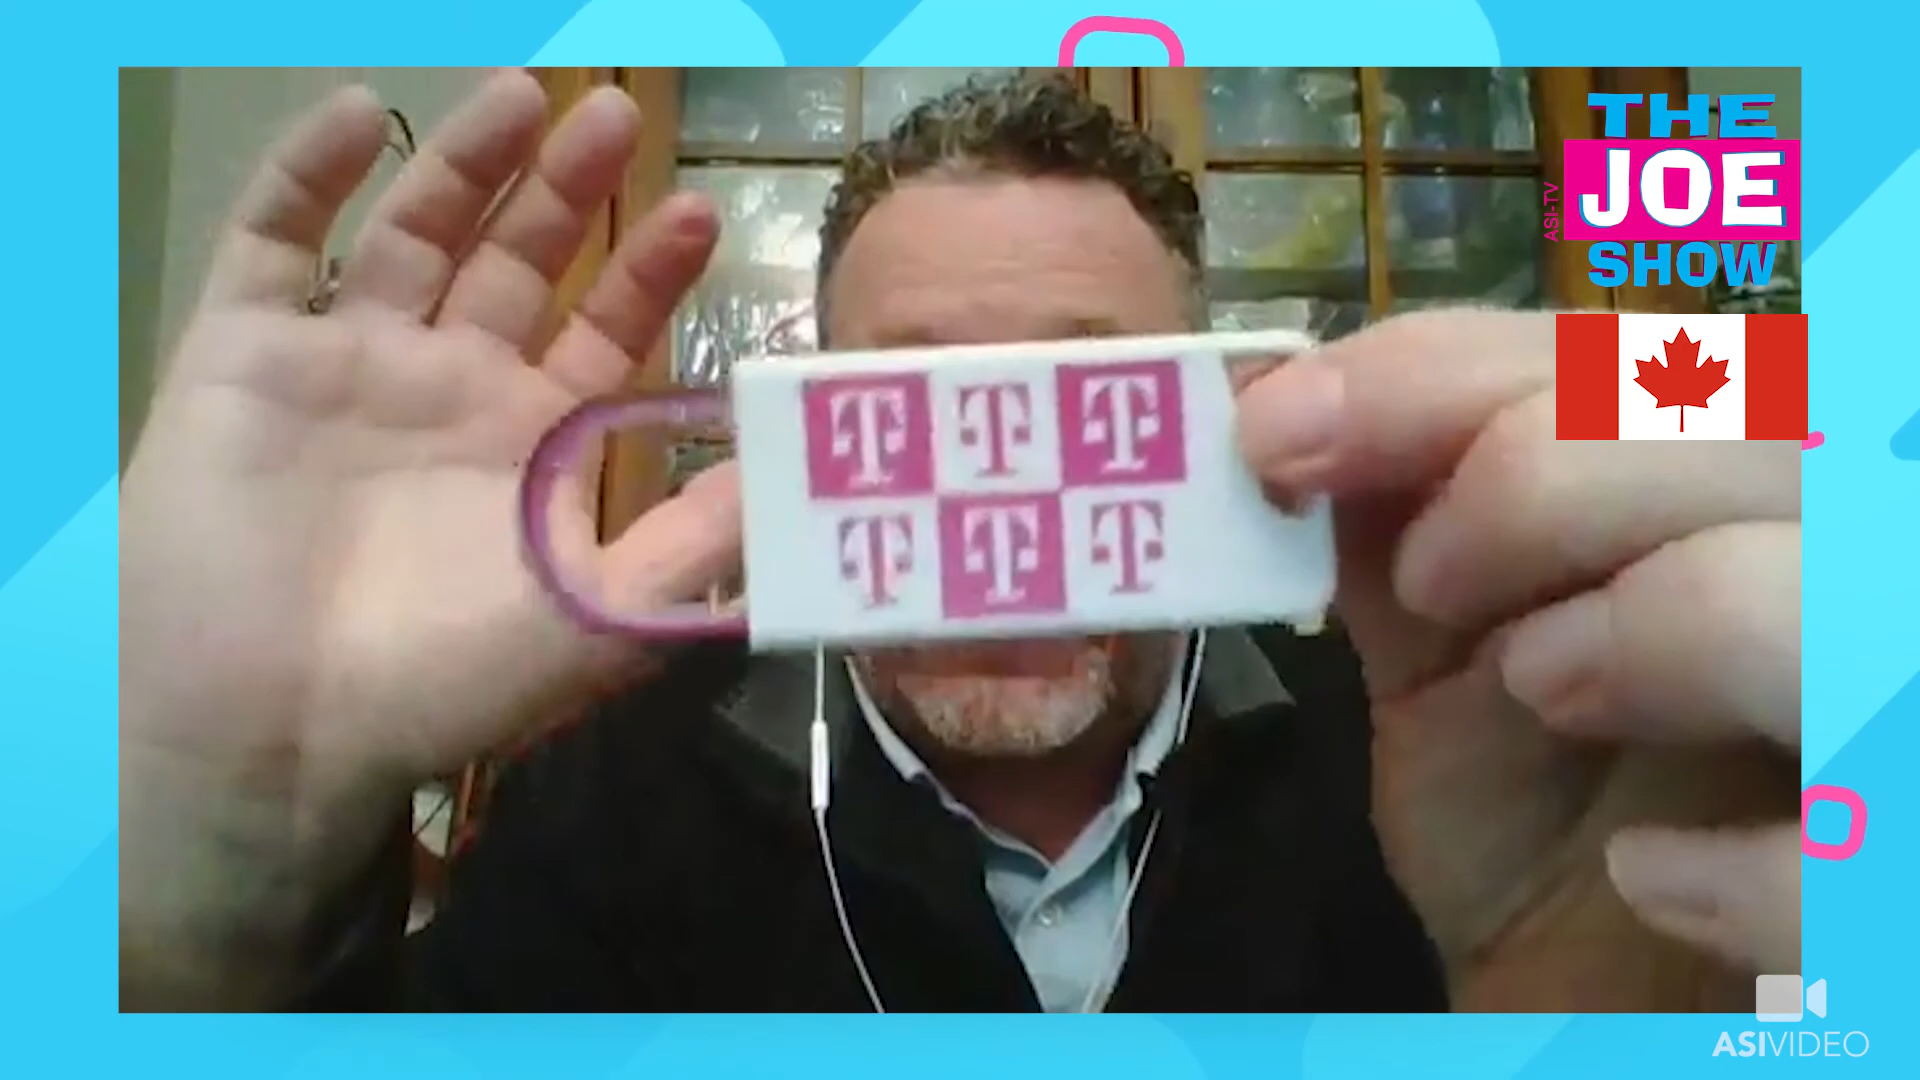 THE
JOE
SHOW
ASI-TV
T T T
T T T
ASIVIDEO